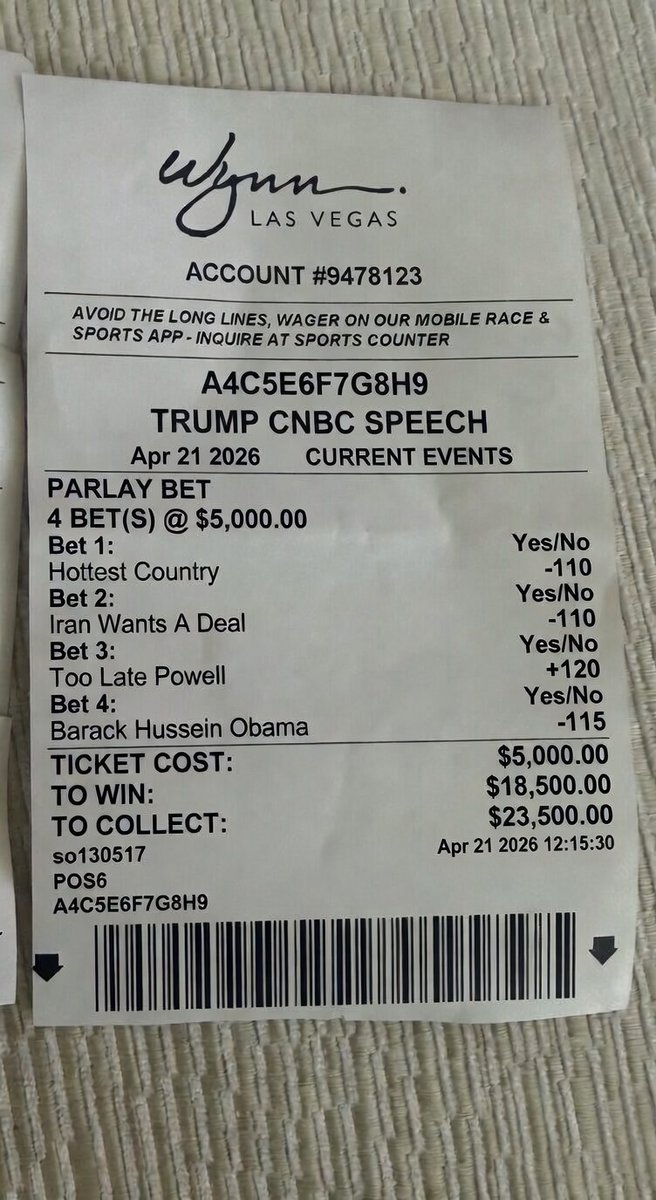 Wynn.
LAS VEGAS
ACCOUNT #9478123
AVOID THE LONG LINES, WAGER ON OUR MOBILE RACE &
SPORTS APP - INQUIRE AT SPORTS COUNTER
A4C5E6F7G8H9
TRUMP CNBC SPEECH
Apr 21 2026 CURRENT EVENTS
PARLAY BET
4 BET(S) @ $5,000.00
Bet 1: Yes/No
Hottest Country -110
Bet 2: Yes/No
Iran Wants A Deal -110
Bet 3: Yes/No
Too Late Powell +120
Bet 4: Yes/No
Barack Hussein Obama -115
TICKET COST: $5,000.00
TO WIN: $18,500.00
TO COLLECT: $23,500.00
so130517 Apr 21 2026 12:15:30
POS6
A4C5E6F7G8H9